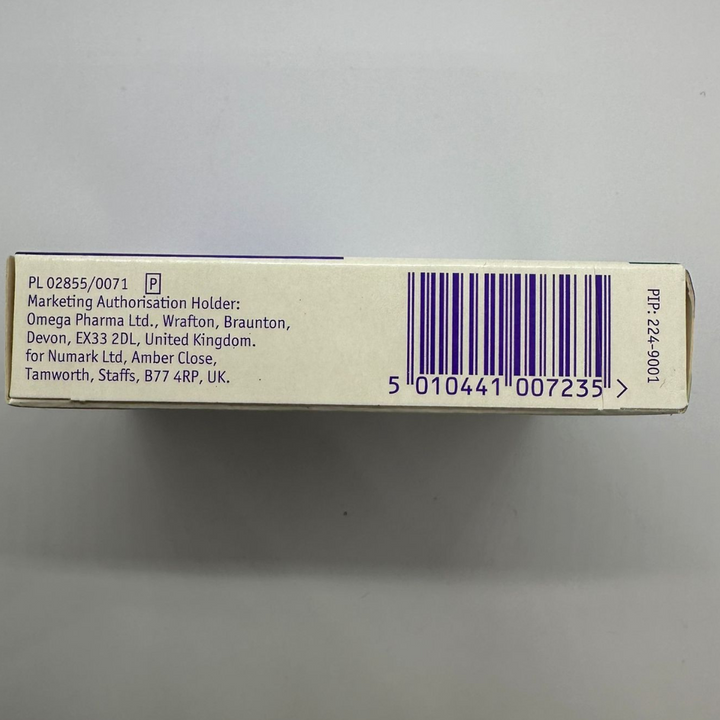 PL 02855/0071 P
Marketing Authorisation Holder:
Omega Pharma Ltd., Wrafton, Braunton,
Devon, EX33 2DL, United Kingdom.
for Numark Ltd, Amber Close,
Tamworth, Staffs, B77 4RP, UK.
5 010441 007235 >
PIP: 224-9001